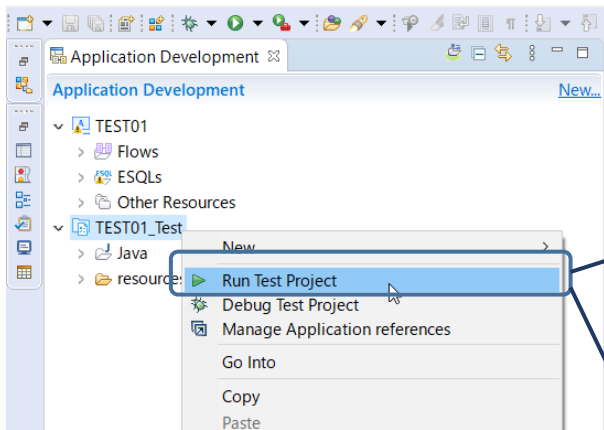 Application Development
Application Development New...
TEST01
Flows
ESQLs
Other Resources
TEST01_Test
Java
resource
New
Run Test Project
Debug Test Project
Manage Application references
Go Into
Copy
Paste